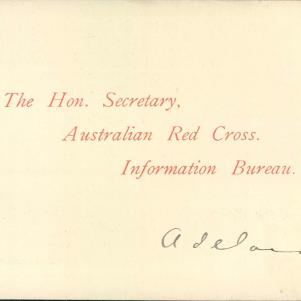 The Hon. Secretary,
Australian Red Cross.
Information Bureau.